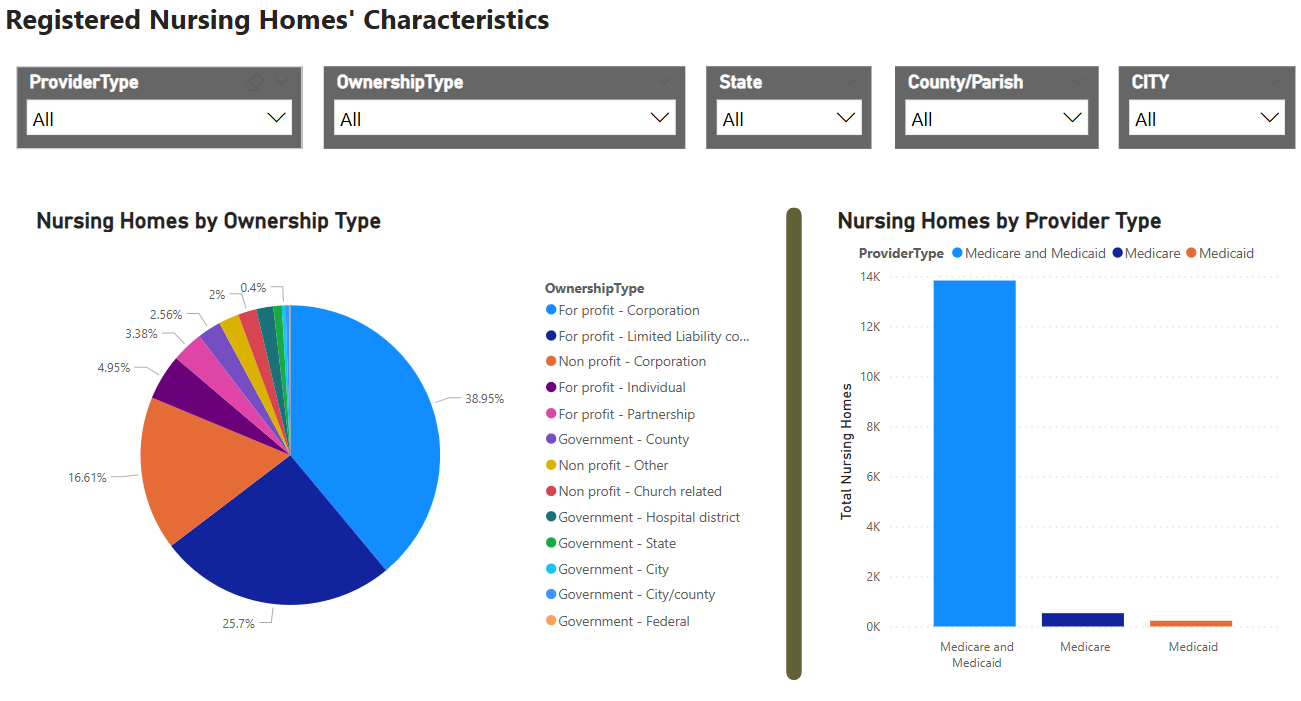 Registered Nursing Homes' Characteristics
ProviderType
All
OwnershipType
All
State
All
County/Parish
All
CITY
All
Nursing Homes by Ownership Type
38.95%
25.7%
16.61%
4.95%
3.38%
2.56%
2%
0.4%
OwnershipType
For profit - Corporation
For profit - Limited Liability co...
Non profit - Corporation
For profit - Individual
For profit - Partnership
Government - County
Non profit - Other
Non profit - Church related
Government - Hospital district
Government - State
Government - City
Government - City/county
Government - Federal
Nursing Homes by Provider Type
ProviderType Medicare and Medicaid Medicare Medicaid
Total Nursing Homes
14K
12K
10K
8K
6K
4K
2K
0K
Medicare and
Medicaid
Medicare
Medicaid